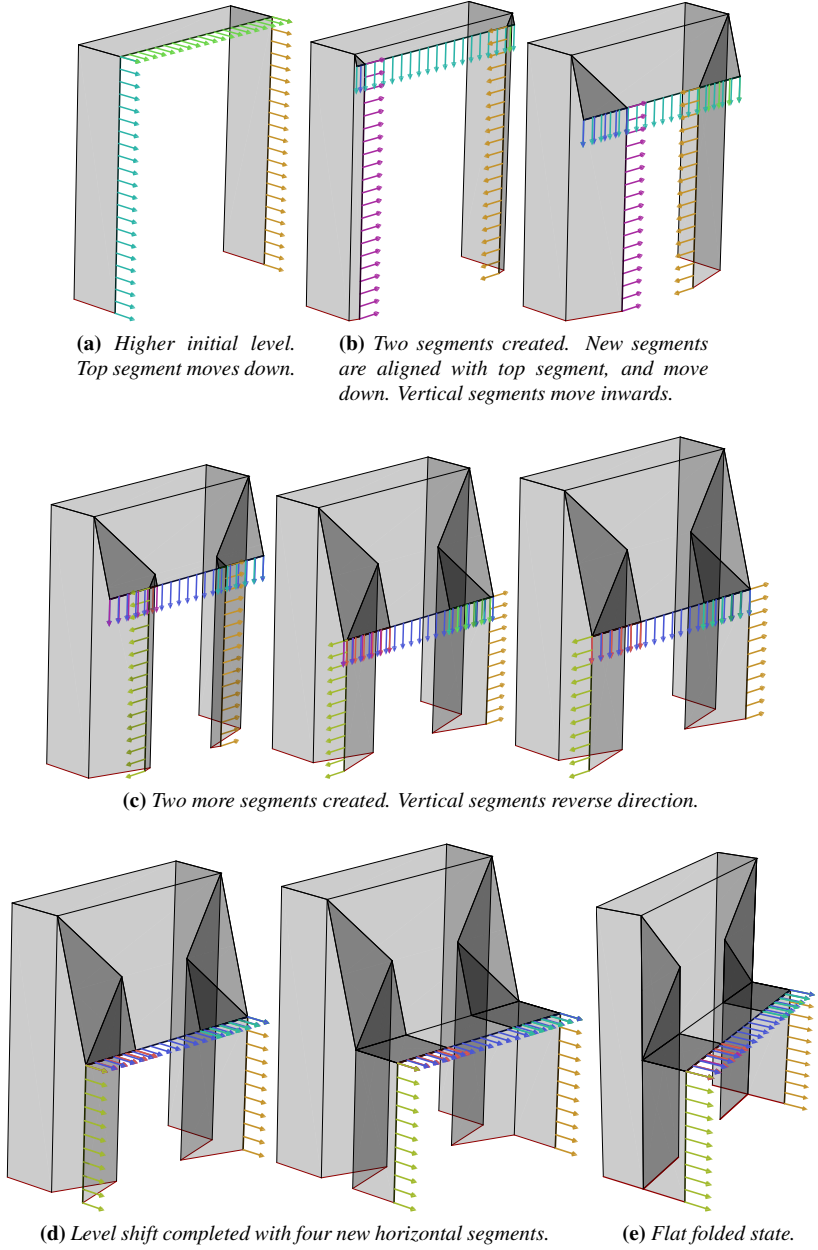 (a) Higher initial level.
Top segment moves down.
(b) Two segments created. New segments
are aligned with top segment, and move
down. Vertical segments move inwards.
(c) Two more segments created. Vertical segments reverse direction.
(d) Level shift completed with four new horizontal segments.
(e) Flat folded state.